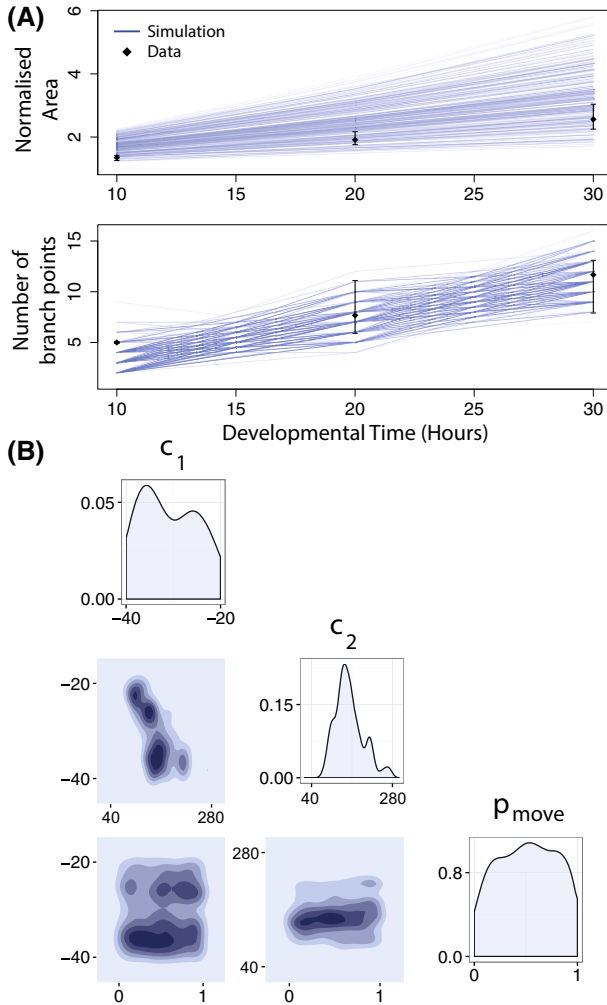 (A)
6
4
2
Normalised
Area
Simulation
Data
10 15 20 25 30
15
10
5
Number of
branch points
10 15 20 25 30
Developmental Time (Hours)
(B)
c1
0.05
0.00
−40 −20
c2
−20
−30
−40
40 280
0.15
0.00
40 280
pmove
−20
−30
−40
0 1
280
40
0 1
0.8
0.0
0 1